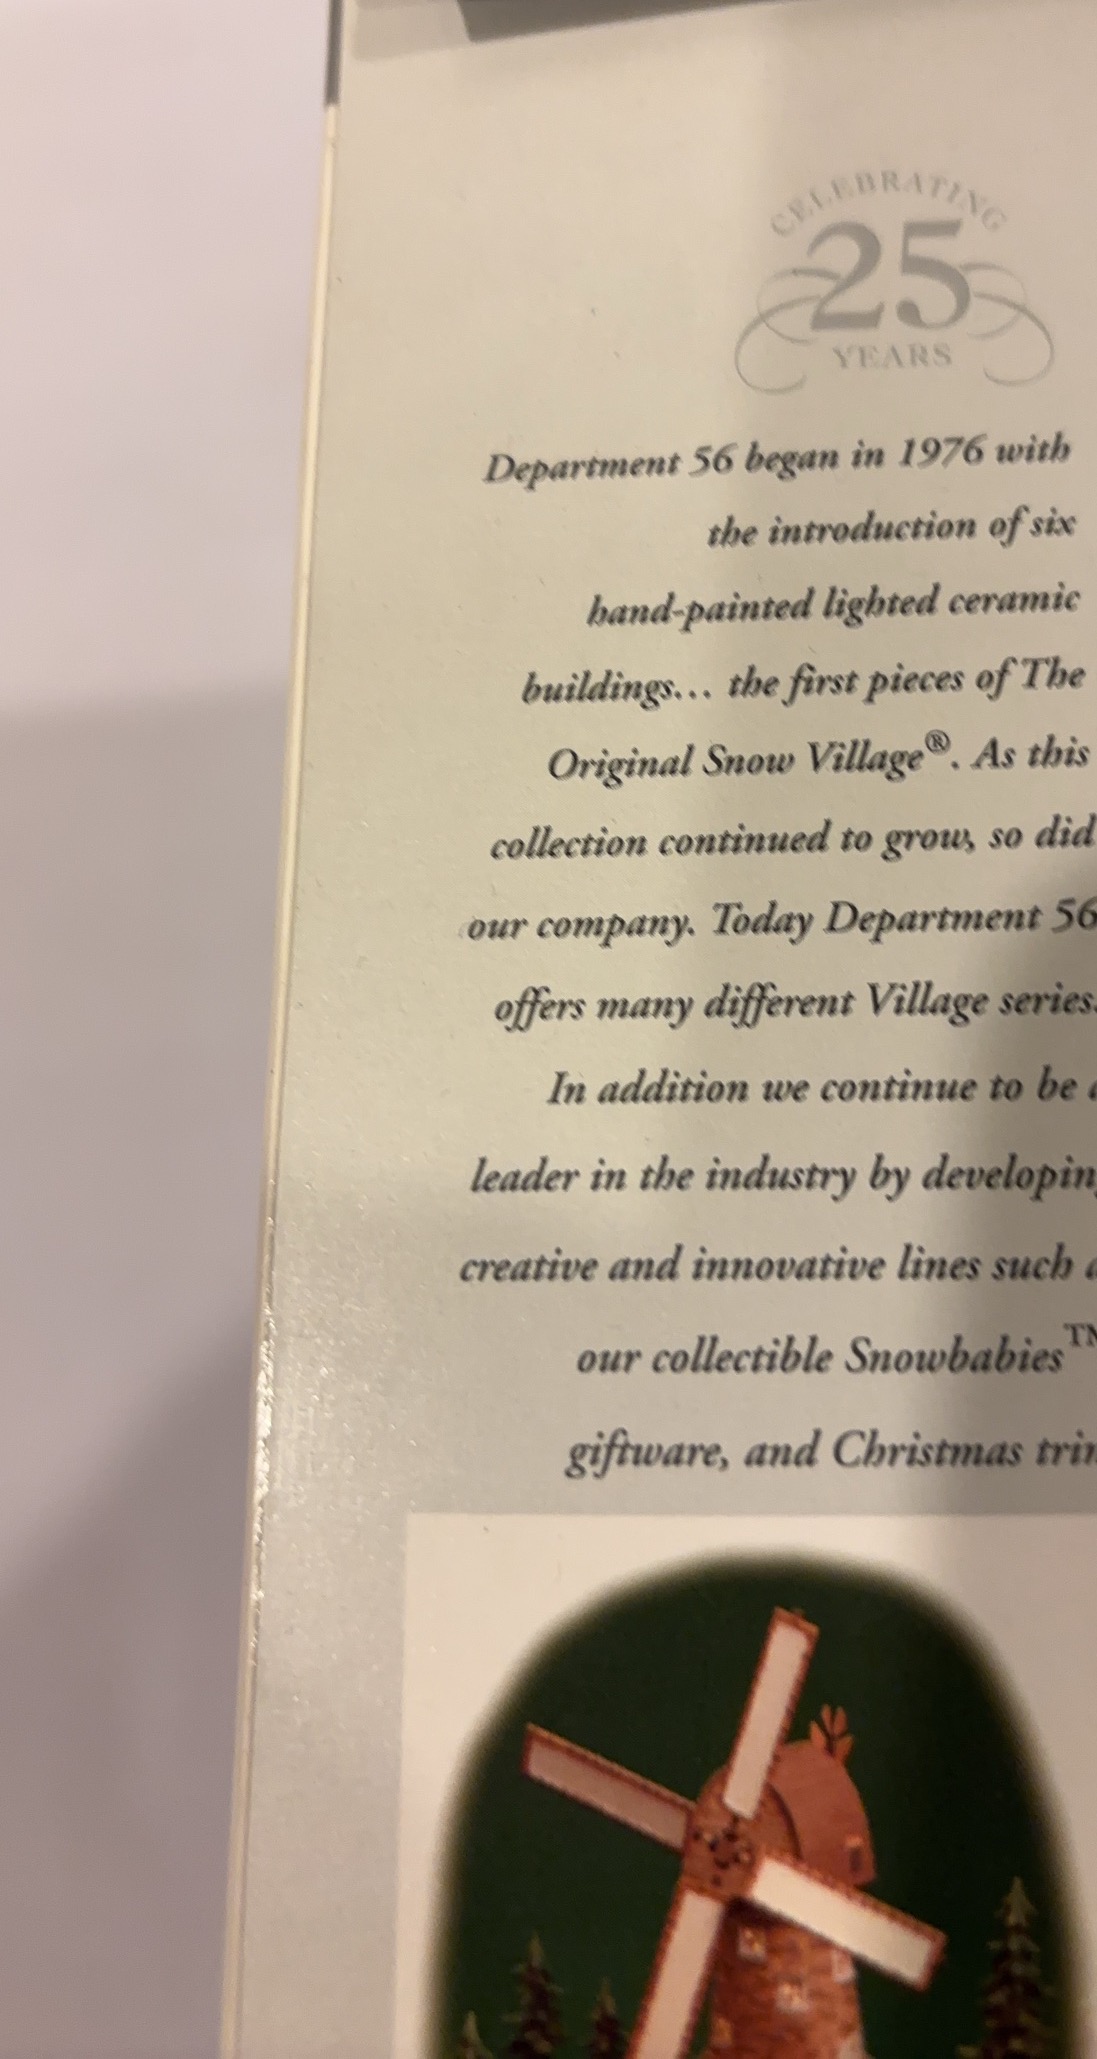 CELEBRATING
25
YEARS
Department 56 began in 1976 with
the introduction of six
hand-painted lighted ceramic
buildings... the first pieces of The
Original Snow Village®. As this
collection continued to grow, so did
our company. Today Department 56
offers many different Village series.
In addition we continue to be a
leader in the industry by developin
creative and innovative lines such a
our collectible Snowbabies™
giftware, and Christmas trim